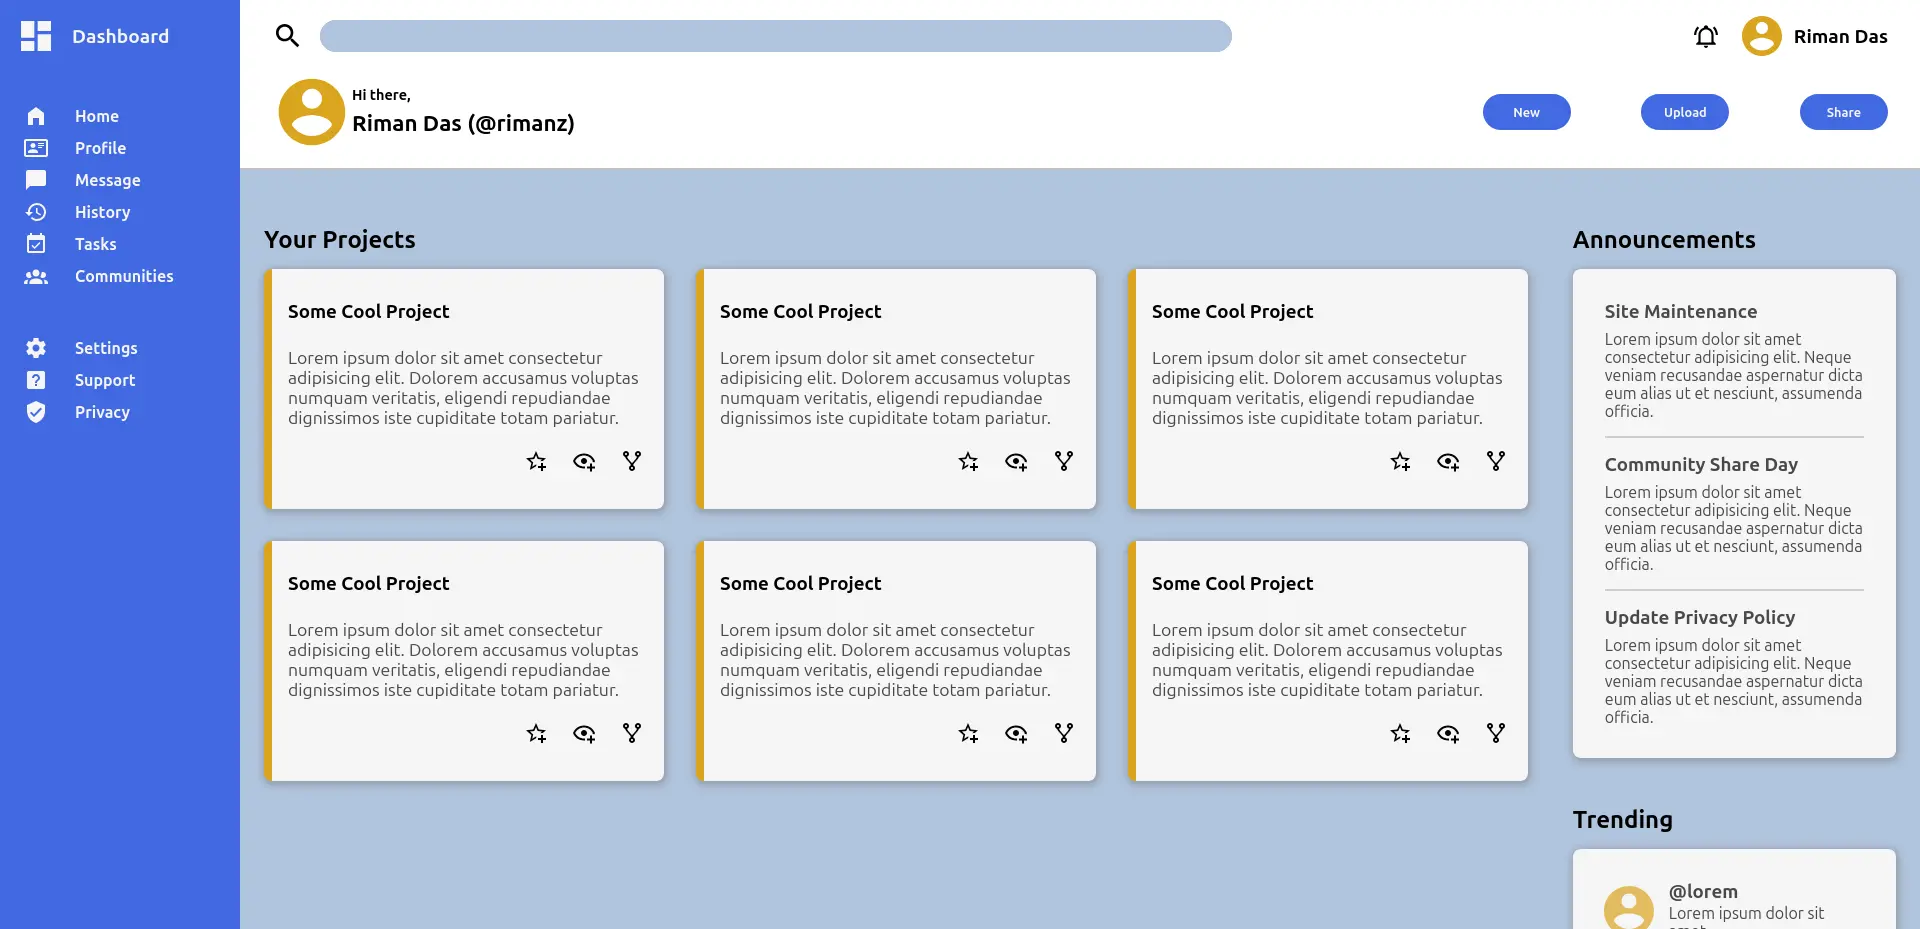 Dashboard
Home
Profile
Message
History
Tasks
Communities
Settings
Support
Privacy
Riman Das
Hi there,
Riman Das (@rimanz)
New
Upload
Share
Your Projects
Some Cool Project
Lorem ipsum dolor sit amet consectetur
adipisicing elit. Dolorem accusamus voluptas
numquam veritatis, eligendi repudiandae
dignissimos iste cupiditate totam pariatur.
Some Cool Project
Lorem ipsum dolor sit amet consectetur
adipisicing elit. Dolorem accusamus voluptas
numquam veritatis, eligendi repudiandae
dignissimos iste cupiditate totam pariatur.
Some Cool Project
Lorem ipsum dolor sit amet consectetur
adipisicing elit. Dolorem accusamus voluptas
numquam veritatis, eligendi repudiandae
dignissimos iste cupiditate totam pariatur.
Some Cool Project
Lorem ipsum dolor sit amet consectetur
adipisicing elit. Dolorem accusamus voluptas
numquam veritatis, eligendi repudiandae
dignissimos iste cupiditate totam pariatur.
Some Cool Project
Lorem ipsum dolor sit amet consectetur
adipisicing elit. Dolorem accusamus voluptas
numquam veritatis, eligendi repudiandae
dignissimos iste cupiditate totam pariatur.
Some Cool Project
Lorem ipsum dolor sit amet consectetur
adipisicing elit. Dolorem accusamus voluptas
numquam veritatis, eligendi repudiandae
dignissimos iste cupiditate totam pariatur.
Announcements
Site Maintenance
Lorem ipsum dolor sit amet
consectetur adipisicing elit. Neque
veniam recusandae aspernatur dicta
eum alias ut et nesciunt, assumenda
officia.
Community Share Day
Lorem ipsum dolor sit amet
consectetur adipisicing elit. Neque
veniam recusandae aspernatur dicta
eum alias ut et nesciunt, assumenda
officia.
Update Privacy Policy
Lorem ipsum dolor sit amet
consectetur adipisicing elit. Neque
veniam recusandae aspernatur dicta
eum alias ut et nesciunt, assumenda
officia.
Trending
@lorem
Lorem ipsum dolor sit